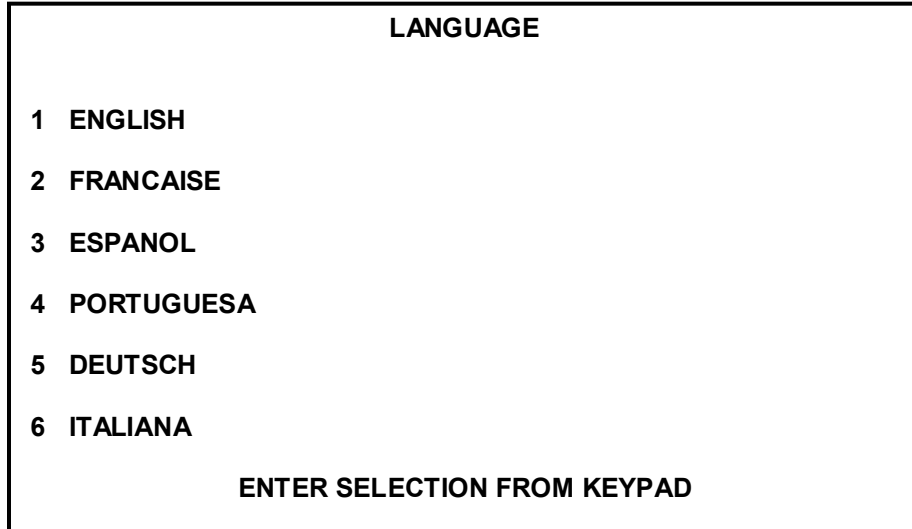 LANGUAGE
1 ENGLISH
2 FRANCAISE
3 ESPANOL
4 PORTUGUESA
5 DEUTSCH
6 ITALIANA
ENTER SELECTION FROM KEYPAD